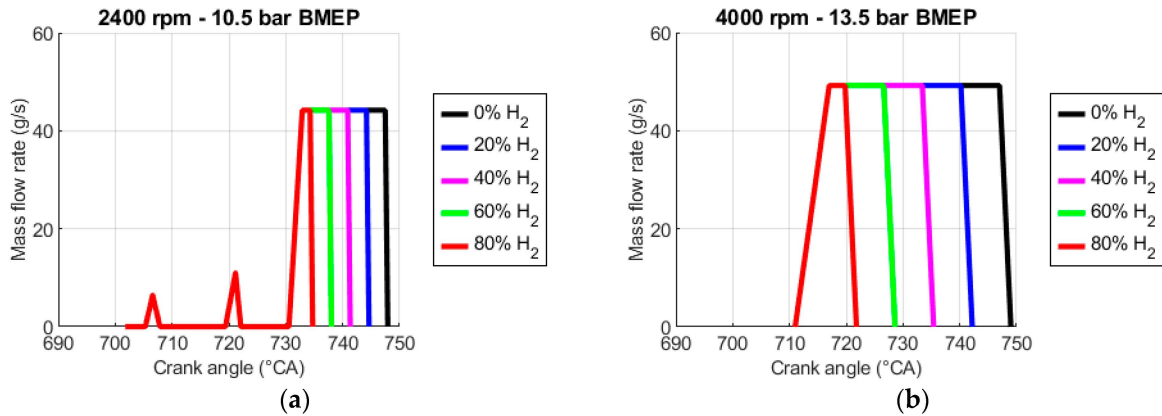 2400 rpm - 10.5 bar BMEP
60
40
20
0
690 700 710 720 730 740 750
Mass flow rate (g/s)
Crank angle (°CA)
0% H2
20% H2
40% H2
60% H2
80% H2
(a)
4000 rpm - 13.5 bar BMEP
60
40
20
0
690 700 710 720 730 740 750
Mass flow rate (g/s)
Crank angle (°CA)
0% H2
20% H2
40% H2
60% H2
80% H2
(b)